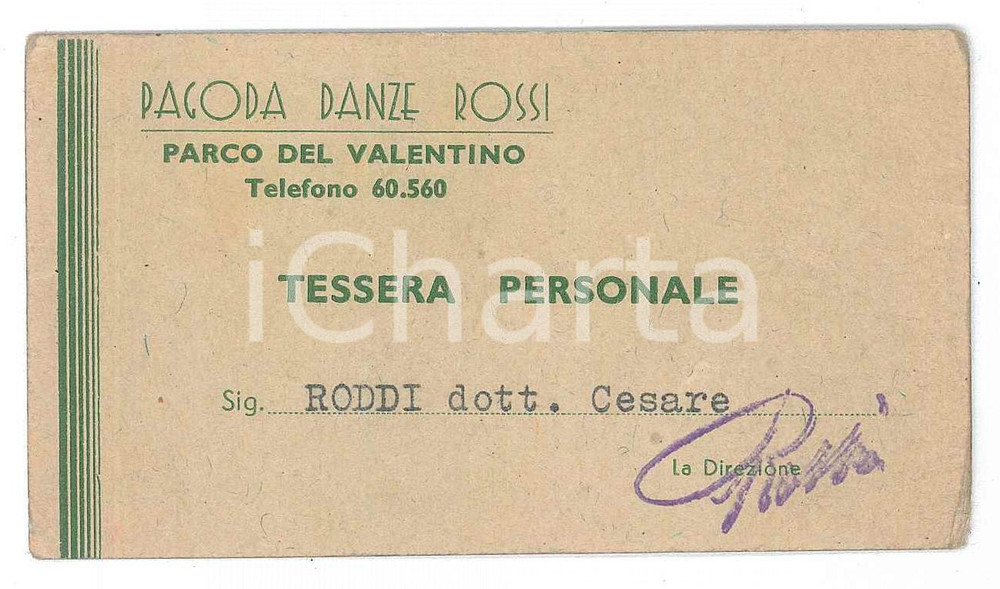 PAGODA DANZE ROSSI
PARCO DEL VALENTINO
Telefono 60.560
iCharta
TESSERA PERSONALE
Sig. RODDI dott. Cesare
La Direzione